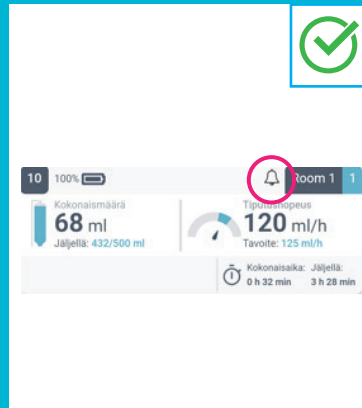 10 100% Room 1 1
Kokonaismäärä
68 ml
Jäljellä: 432/500 ml
Tiputusnopeus
120 ml/h
Tavoite: 125 ml/h
Kokonaisaika: Jäljellä:
0 h 32 min 3 h 28 min